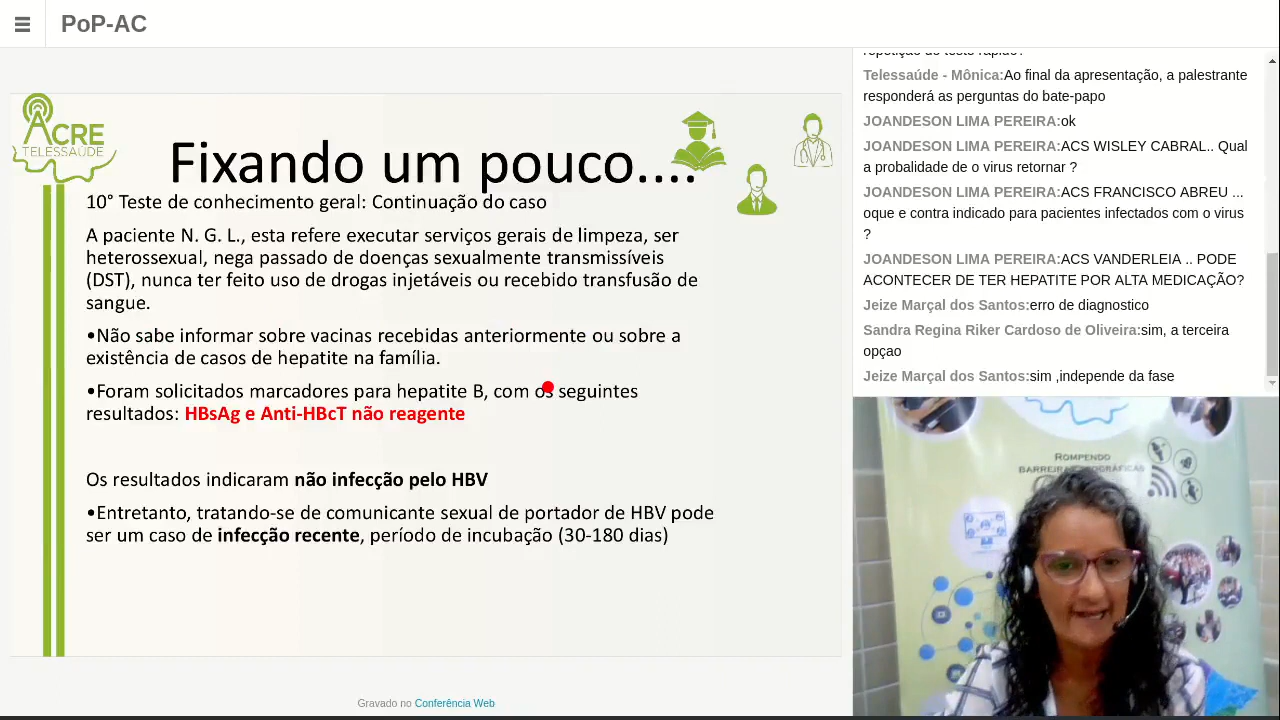 PoP-AC
ACRE
TELESSAÚDE
Fixando um pouco....
10° Teste de conhecimento geral: Continuação do caso
A paciente N. G. L., esta refere executar serviços gerais de limpeza, ser
heterossexual, nega passado de doenças sexualmente transmissíveis
(DST), nunca ter feito uso de drogas injetáveis ou recebido transfusão de
sangue.
•Não sabe informar sobre vacinas recebidas anteriormente ou sobre a
existência de casos de hepatite na família.
•Foram solicitados marcadores para hepatite B, com os seguintes
resultados: HBsAg e Anti-HBcT não reagente
Os resultados indicaram não infecção pelo HBV
•Entretanto, tratando-se de comunicante sexual de portador de HBV pode
ser um caso de infecção recente, período de incubação (30-180 dias)
Gravado no Conferência Web
Telessaúde - Mônica:Ao final da apresentação, a palestrante
responderá as perguntas do bate-papo
JOANDESON LIMA PEREIRA:ok
JOANDESON LIMA PEREIRA:ACS WISLEY CABRAL.. Qual
a probalidade de o virus retornar ?
JOANDESON LIMA PEREIRA:ACS FRANCISCO ABREU ...
oque e contra indicado para pacientes infectados com o virus
?
JOANDESON LIMA PEREIRA:ACS VANDERLEIA .. PODE
ACONTECER DE TER HEPATITE POR ALTA MEDICAÇÃO?
Jeize Marçal dos Santos:erro de diagnostico
Sandra Regina Riker Cardoso de Oliveira:sim, a terceira
opçao
Jeize Marçal dos Santos:sim ,independe da fase
ROMPENDO